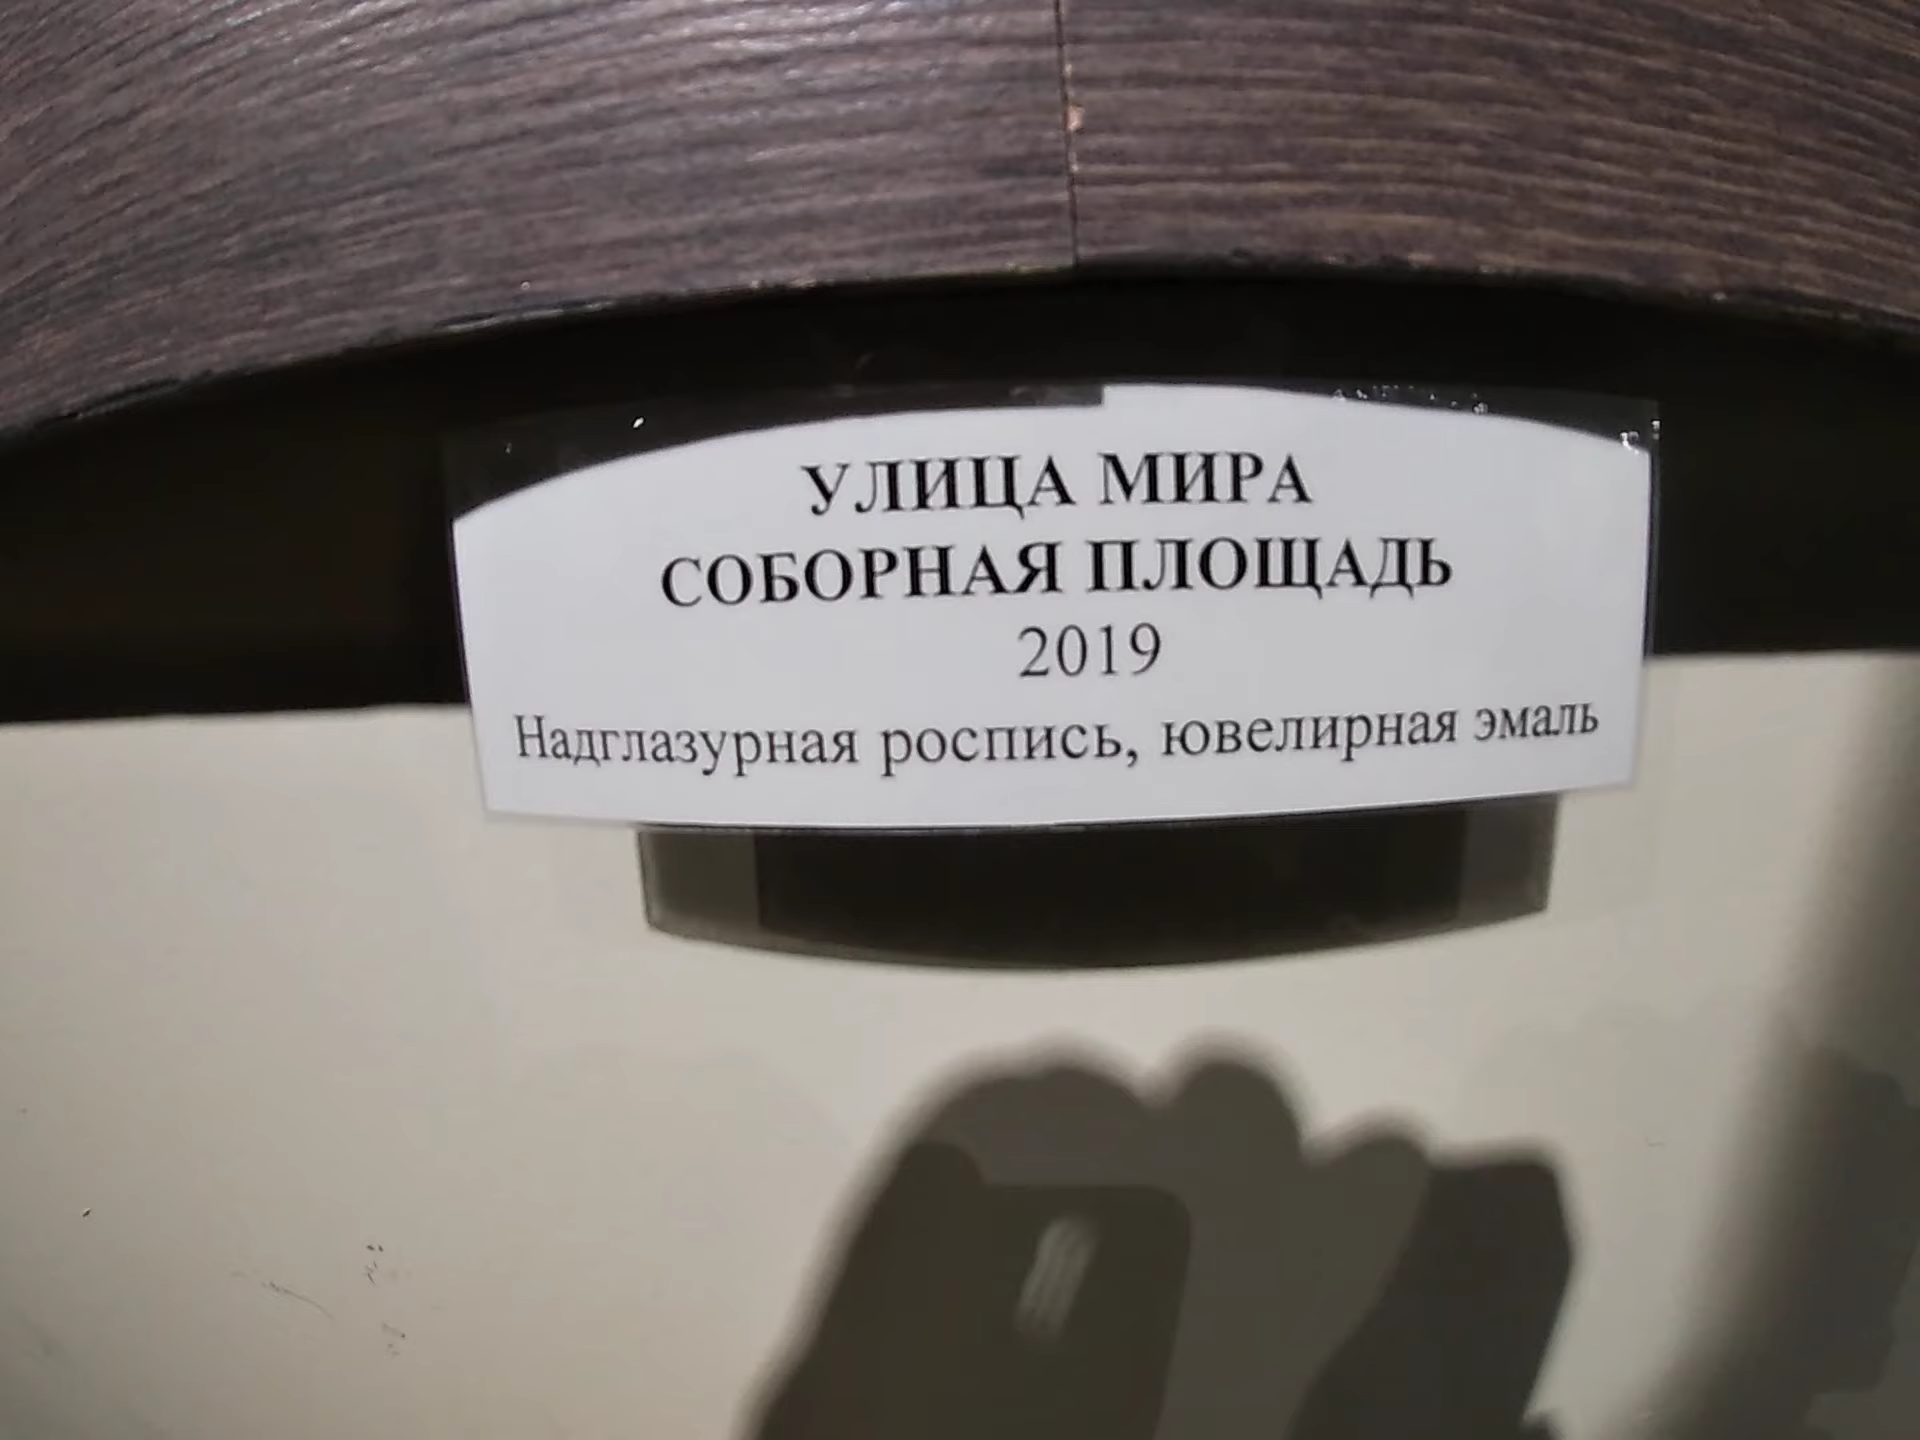 УЛИЦА МИРА
СОБОРНАЯ ПЛОЩАДЬ
2019
Надглазурная роспись, ювелирная эмаль